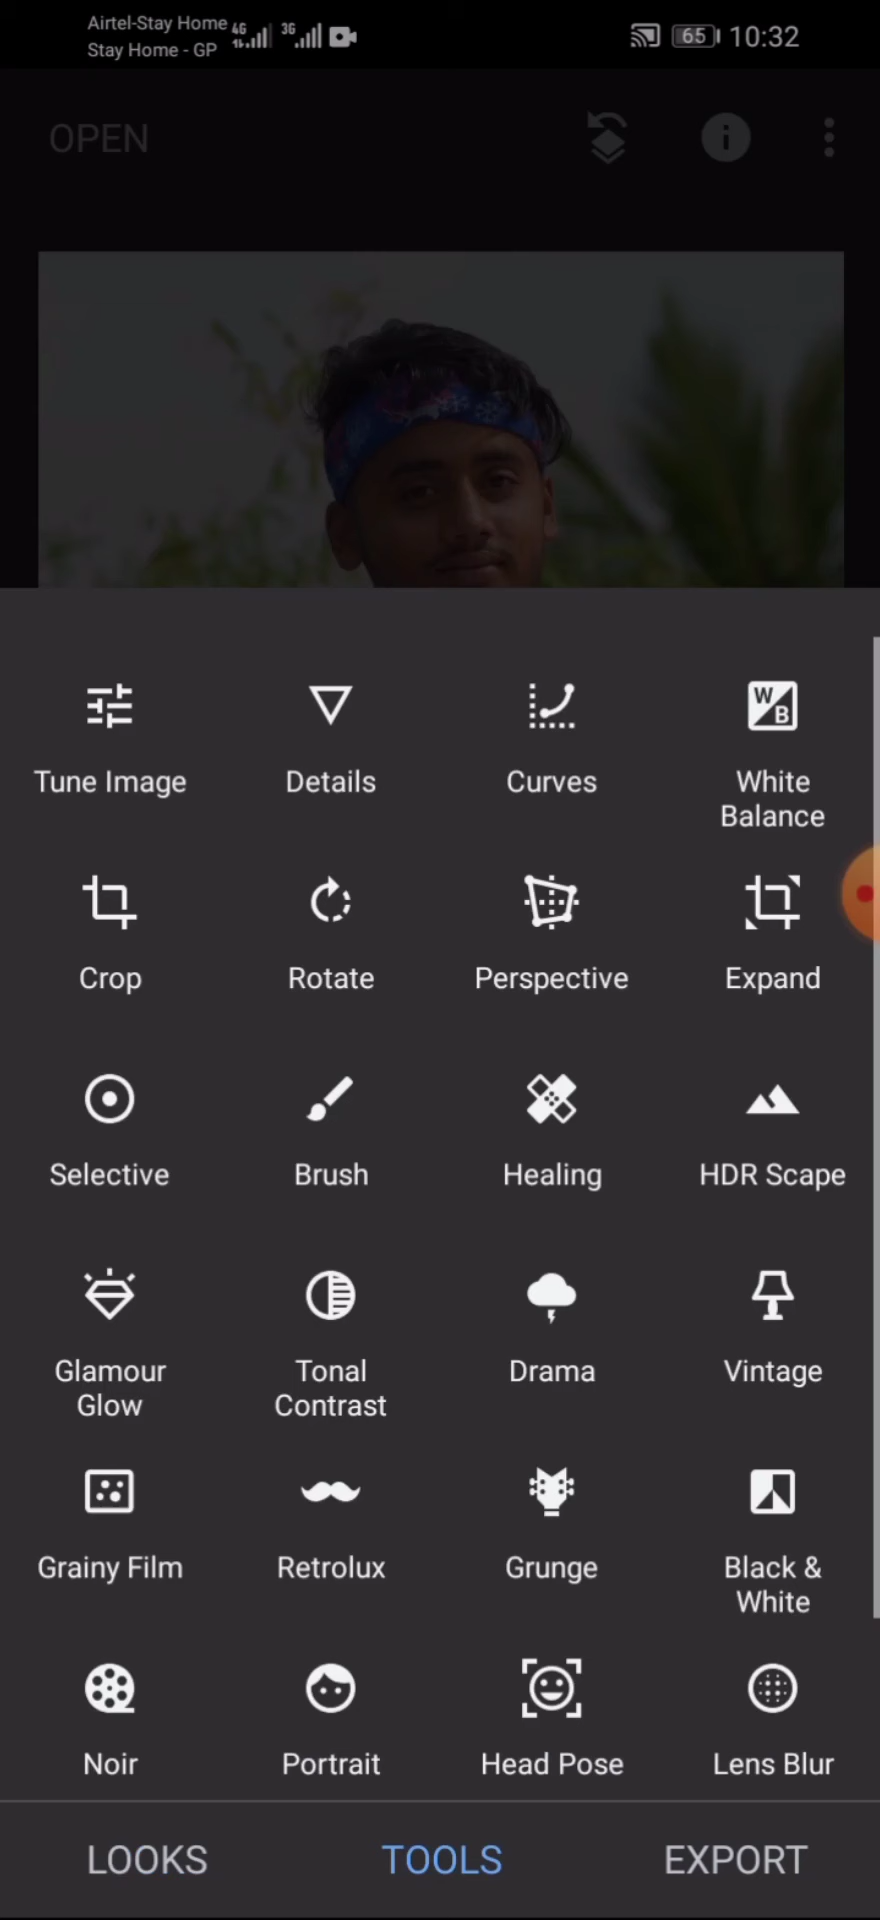 Airtel-Stay Home 4G 3G 65 10:32
Stay Home - GP
OPEN
Tune Image Details Curves White
Balance
Crop Rotate Perspective Expand
Selective Brush Healing HDR Scape
Glamour Tonal Drama Vintage
Glow Contrast
Grainy Film Retrolux Grunge Black &
White
Noir Portrait Head Pose Lens Blur
LOOKS TOOLS EXPORT